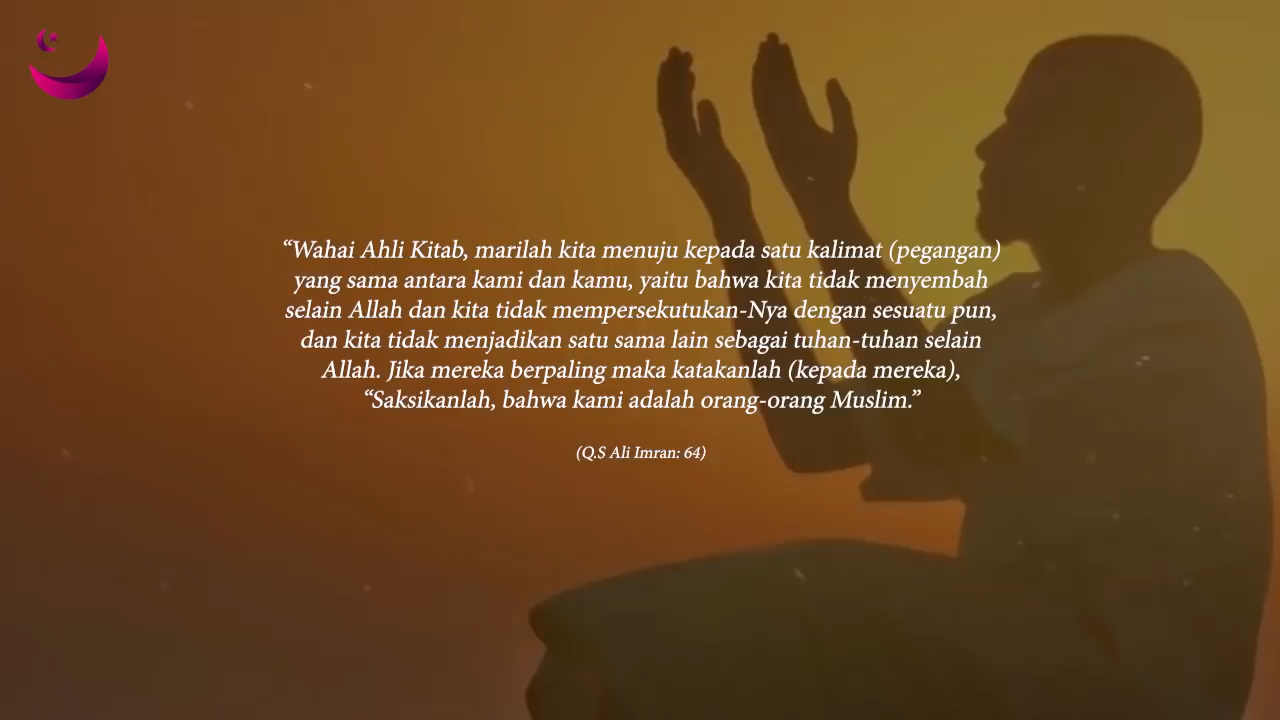 “Wahai Ahli Kitab, marilah kita menuju kepada satu kalimat (pegangan)
yang sama antara kami dan kamu, yaitu bahwa kita tidak menyembah
selain Allah dan kita tidak mempersekutukan-Nya dengan sesuatu pun,
dan kita tidak menjadikan satu sama lain sebagai tuhan-tuhan selain
Allah. Jika mereka berpaling maka katakanlah (kepada mereka),
“Saksikanlah, bahwa kami adalah orang-orang Muslim.”
(Q.S Ali Imran: 64)